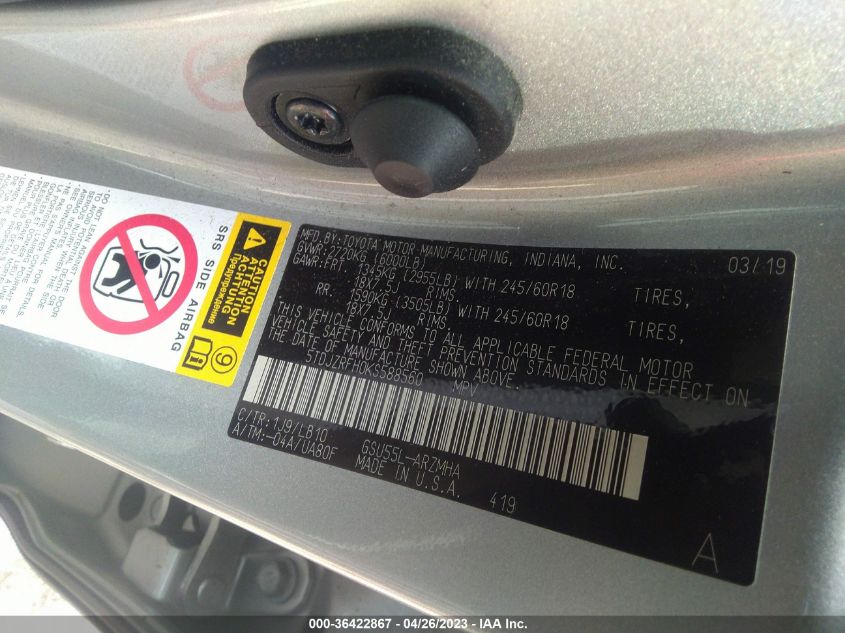 MFD.BY:TOYOTA MOTOR MANUFACTURING, INDIANA, INC. 03/19
GVWR: 2720KG (6000LB)
GAWR:FRT. 1345KG (2955LB) WITH 245/60R18 TIRES,
18X7.5J RIMS,
RR. 1590KG (3505LB) WITH 245/60R18 TIRES,
18X7.5J RIMS
THIS VEHICLE CONFORMS TO ALL APPLICABLE FEDERAL MOTOR
VEHICLE SAFETY AND THEFT PREVENTION STANDARDS IN EFFECT ON
THE DATE OF MANUFACTURE SHOWN ABOVE.
5TDJZRFH0KS588560 MPV
C/TR: 1J9/LB10 GSU55L-ARZMHA
A/TM:-04A/UA80F MADE IN U.S.A. 419
A
CAUTION
ATTENTION
ACHTUNG
Предупреждение
SRS SIDE AIRBAG
9
000-36422867 - 04/26/2023 - IAA Inc.